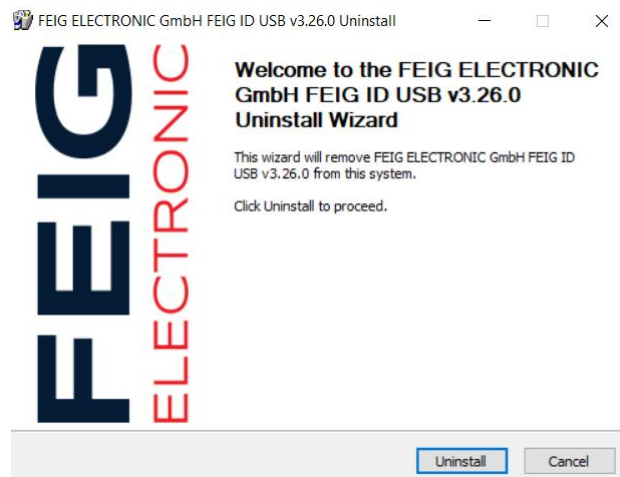 FEIG ELECTRONIC GmbH FEIG ID USB v3.26.0 Uninstall
FEIG
ELECTRONIC
Welcome to the FEIG ELECTRONIC
GmbH FEIG ID USB v3.26.0
Uninstall Wizard
This wizard will remove FEIG ELECTRONIC GmbH FEIG ID
USB v3.26.0 from this system.
Click Uninstall to proceed.
Uninstall
Cancel